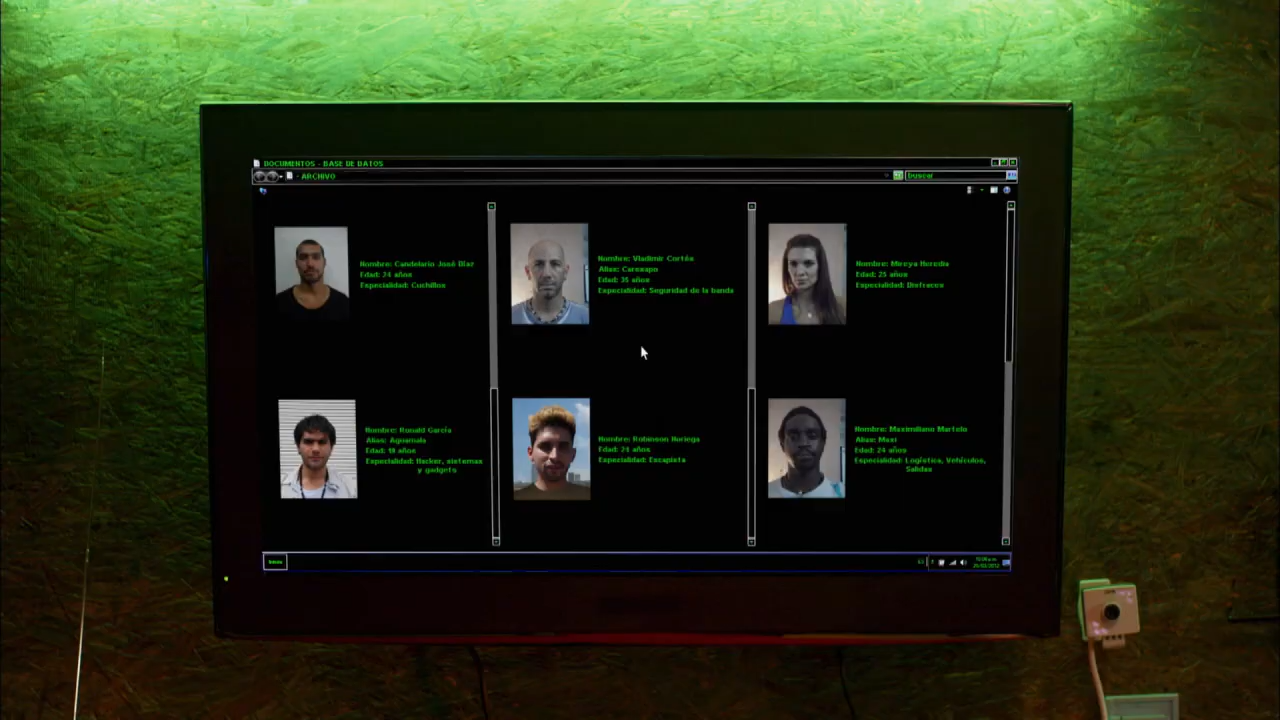 DOCUMENTOS - BASE DE DATOS
- ARCHIVO
buscar
Nombre: Candelario José Díaz
Edad: 24 años
Especialidad: Cuchillos
Nombre: Vladimir Cortés
Alias: Caresapo
Edad: 35 años
Especialidad: Seguridad de la banda
Nombre: Mireya Heredia
Edad: 25 años
Especialidad: Disfraces
Nombre: Ronald García
Alias: Aguamala
Edad: 18 años
Especialidad: Hacker, sistemas
y gadgets
Nombre: Robinson Noriega
Edad: 24 años
Especialidad: Escapista
Nombre: Maximiliano Martelo
Alias: Maxi
Edad: 24 años
Especialidad: Logística, Vehículos,
Salidas
Inicio